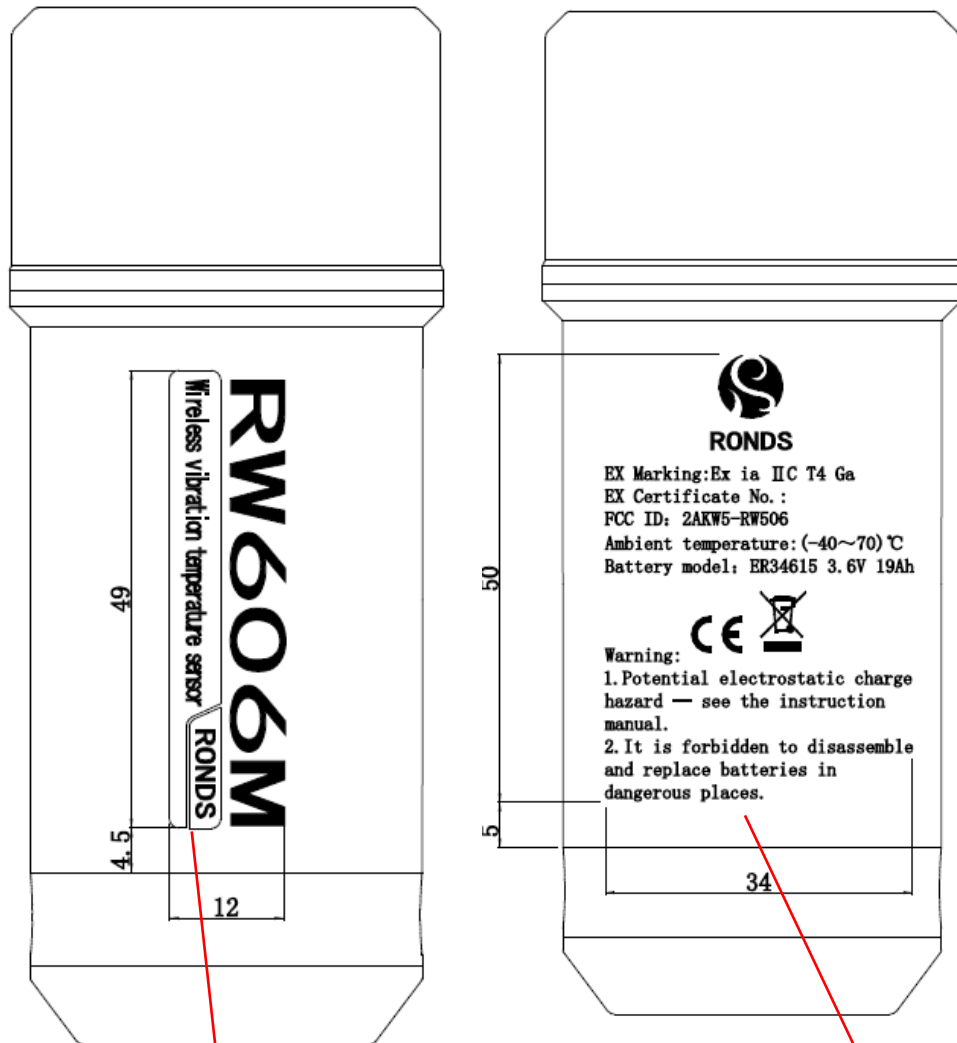 RW606M
Wireless vibration temperature sensor
RONDS
49
4.5
12
RONDS
EX Marking:Ex ia ⅡC T4 Ga
EX Certificate No.:
FCC ID: 2AKW5-RW506
Ambient temperature:(-40～70)℃
Battery model: ER34615 3.6V 19Ah
CE
Warning:
1.Potential electrostatic charge
hazard — see the instruction
manual.
2.It is forbidden to disassemble
and replace batteries in
dangerous places.
50
5
34